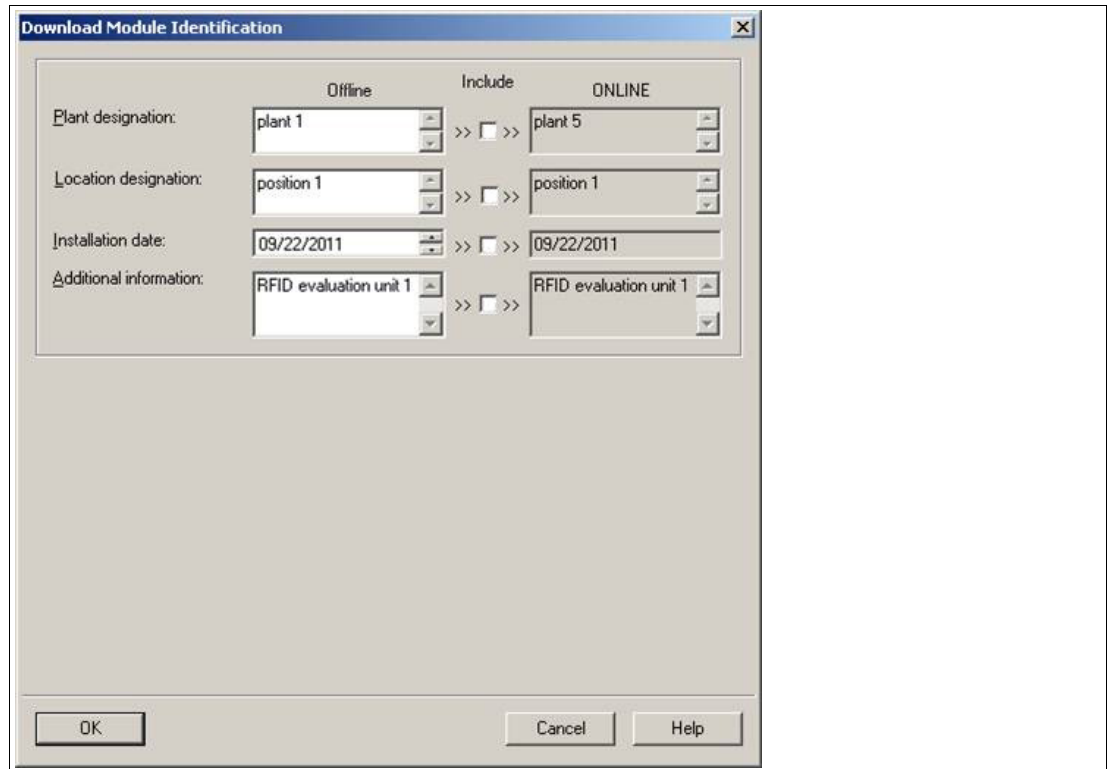 Download Module Identification
Offline Include ONLINE
Plant designation: plant 1 >> >> plant 5
Location designation: position 1 >> >> position 1
Installation date: 09/22/2011 >> >> 09/22/2011
Additional information: RFID evaluation unit 1 >> >> RFID evaluation unit 1
OK Cancel Help